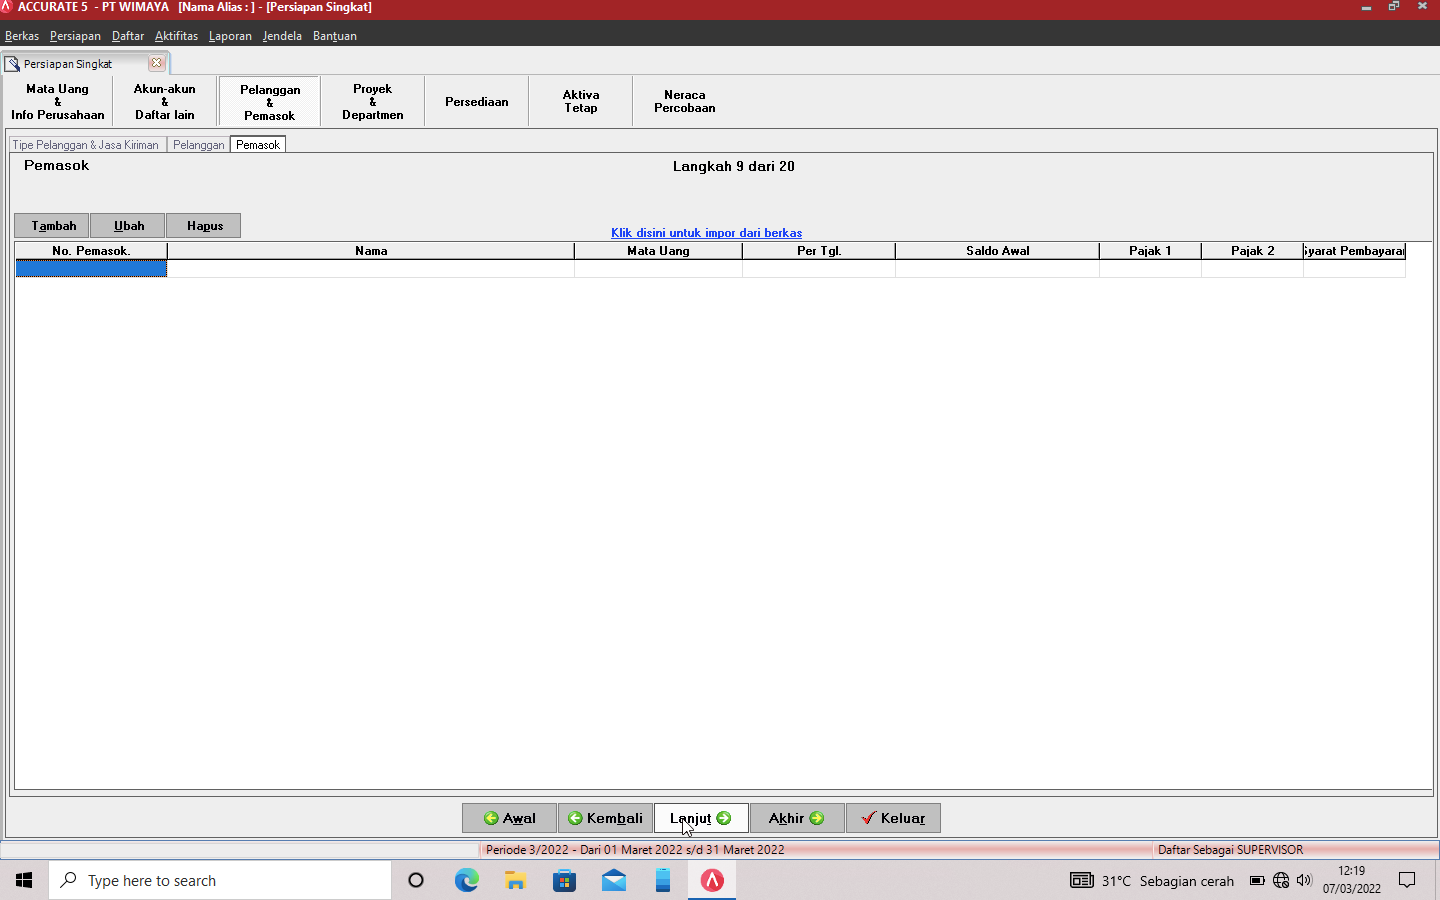 ACCURATE 5 - PT WIMAYA [Nama Alias : ] - [Persiapan Singkat]
Berkas Persiapan Daftar Aktifitas Laporan Jendela Bantuan
Persiapan Singkat
Mata Uang
&
Info Perusahaan
Akun-akun
&
Daftar lain
Pelanggan
&
Pemasok
Proyek
&
Departmen
Persediaan
Aktiva
Tetap
Neraca
Percobaan
Tipe Pelanggan & Jasa Kiriman Pelanggan Pemasok
Pemasok Langkah 9 dari 20
Tambah Ubah Hapus
Klik disini untuk impor dari berkas
No. Pemasok. Nama Mata Uang Per Tgl. Saldo Awal Pajak 1 Pajak 2 Syarat Pembayaran
Awal Kembali Lanjut Akhir Keluar
Periode 3/2022 - Dari 01 Maret 2022 s/d 31 Maret 2022 Daftar Sebagai SUPERVISOR
Type here to search 31°C Sebagian cerah
12:19
07/03/2022